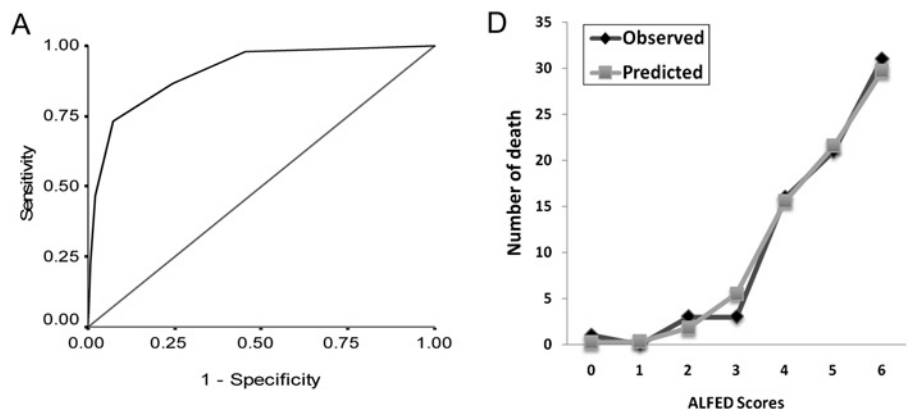 A
Sensitivity
1.00
0.75
0.50
0.25
0.00
0.00 0.25 0.50 0.75 1.00
1 - Specificity
D
Observed
Predicted
Number of death
35
30
25
20
15
10
5
0
0 1 2 3 4 5 6
ALFED Scores